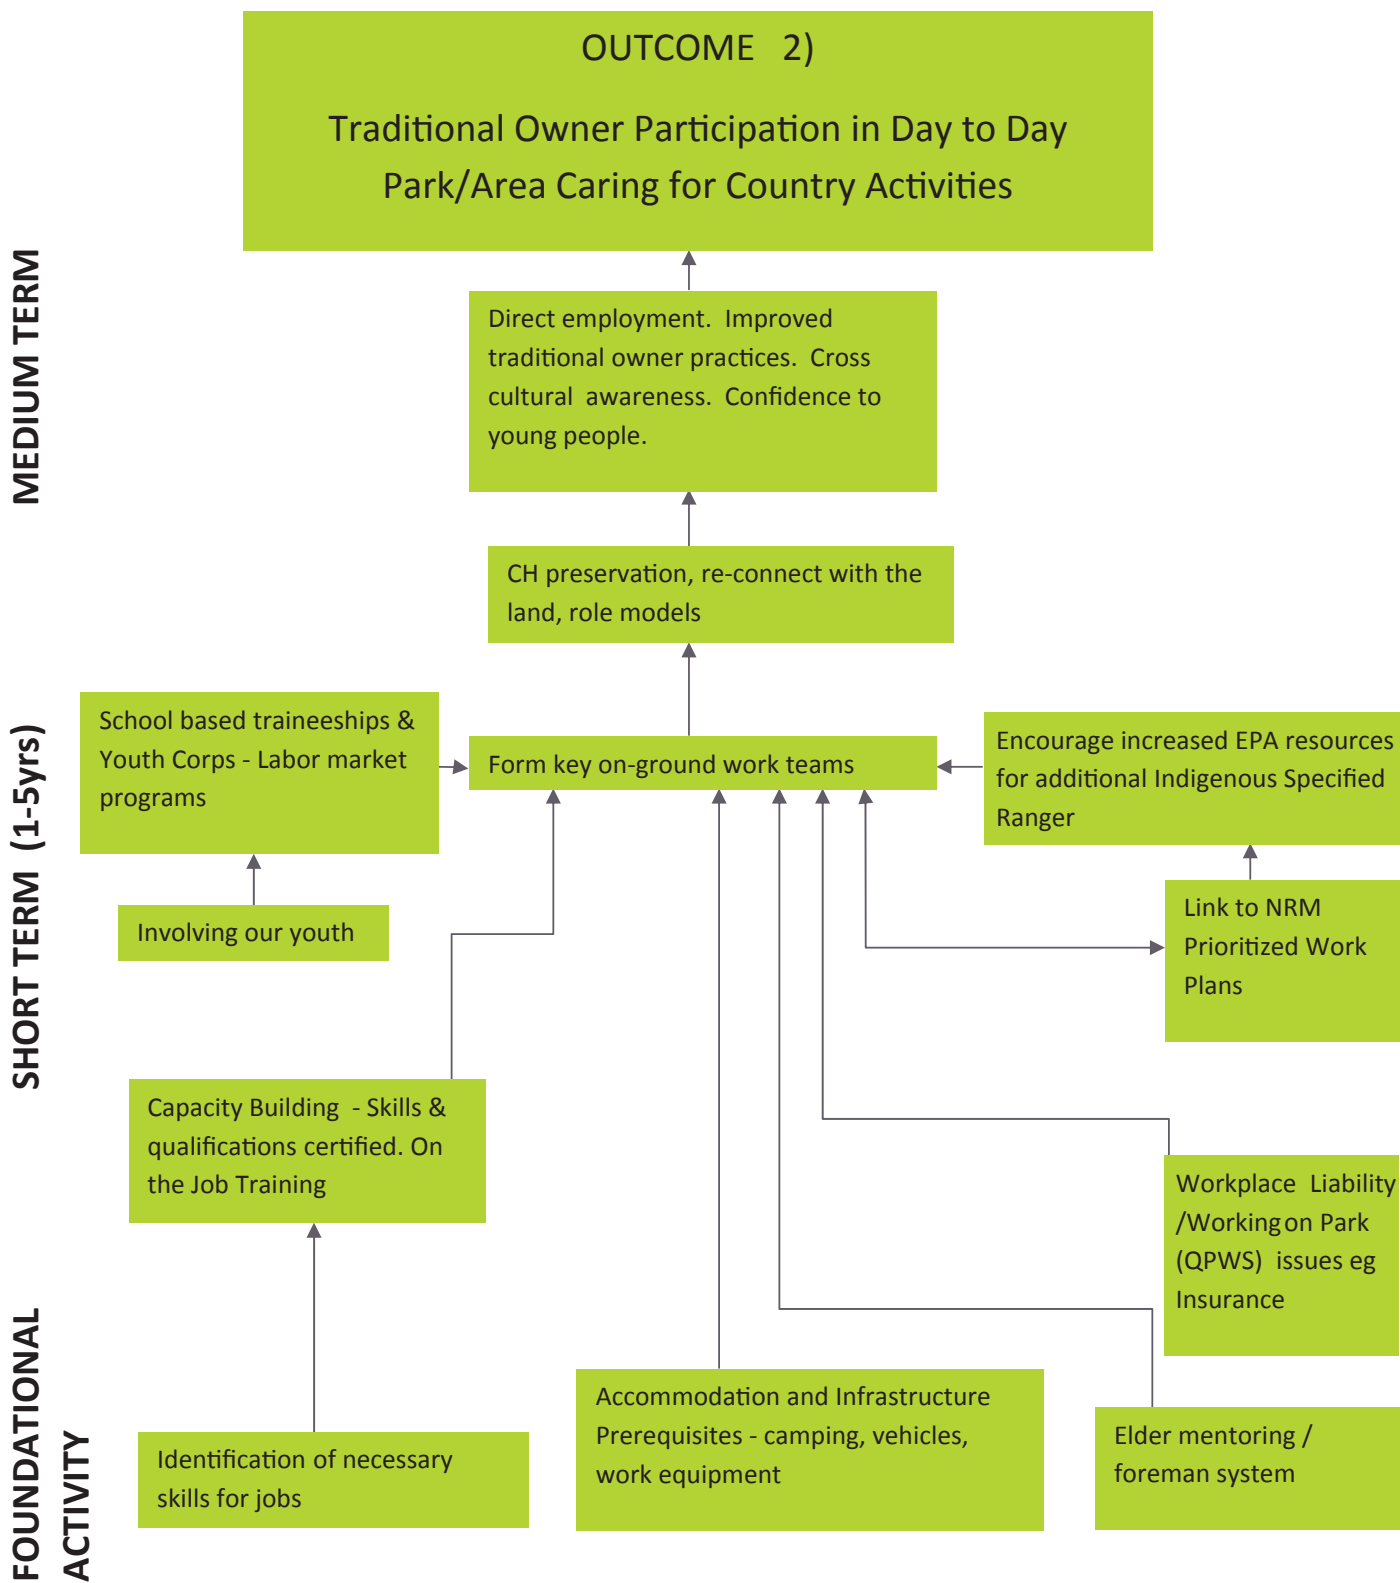 OUTCOME 2)
Traditional Owner Participation in Day to Day
Park/Area Caring for Country Activities
MEDIUM TERM
Direct employment. Improved
traditional owner practices. Cross
cultural awareness. Confidence to
young people.
CH preservation, re-connect with the
land, role models
SHORT TERM (1-5yrs)
School based traineeships &
Youth Corps - Labor market
programs
Form key on-ground work teams
Encourage increased EPA resources
for additional Indigenous Specified
Ranger
Involving our youth
Link to NRM
Prioritized Work
Plans
Capacity Building - Skills &
qualifications certified. On
the Job Training
Workplace Liability
/Working on Park
(QPWS) issues eg
Insurance
FOUNDATIONAL
ACTIVITY
Identification of necessary
skills for jobs
Accommodation and Infrastructure
Prerequisites - camping, vehicles,
work equipment
Elder mentoring /
foreman system